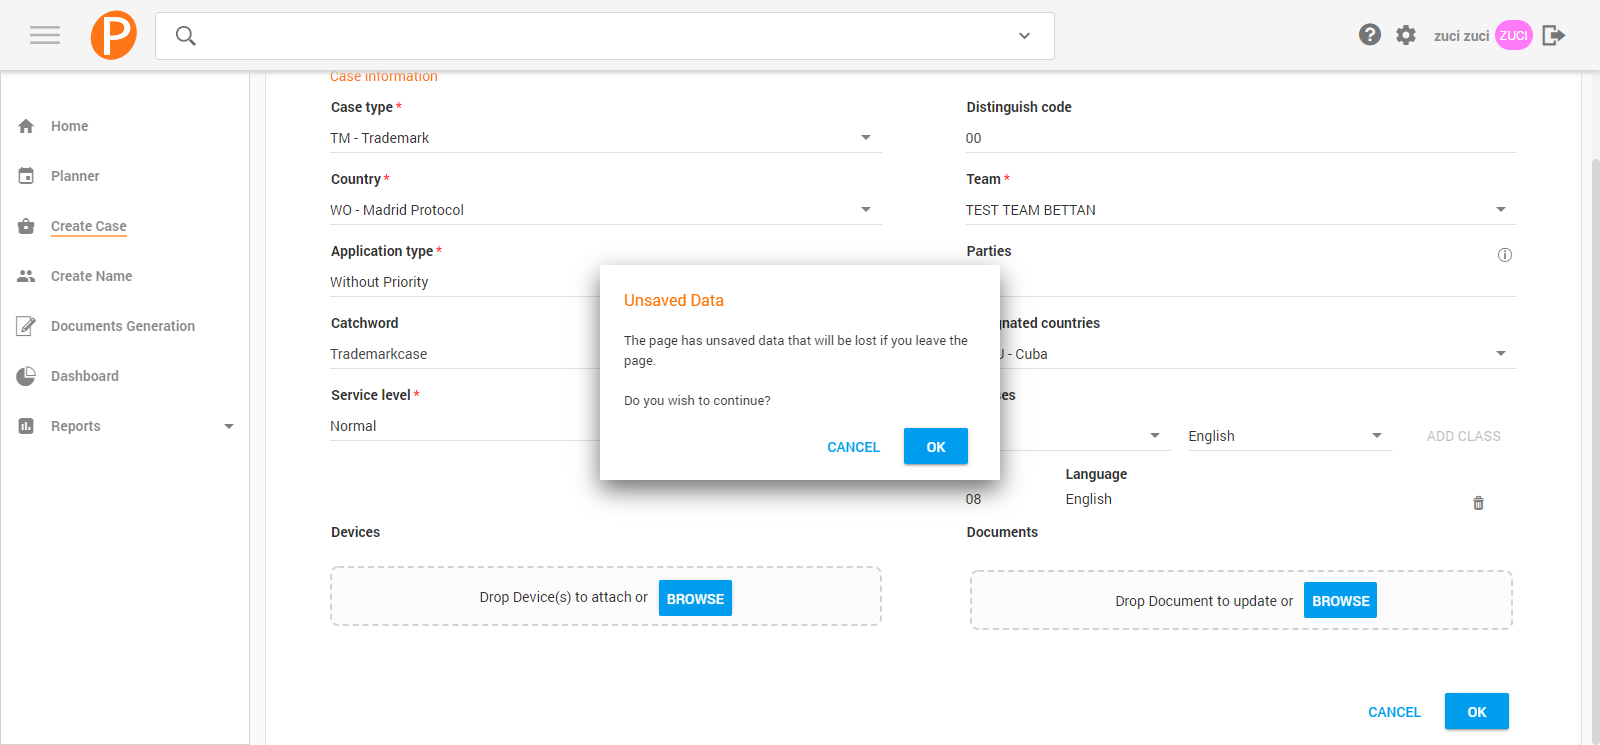 P
zuci zuci
ZUCI
Home
Planner
Create Case
Create Name
Documents Generation
Dashboard
Reports
Case information
Case type *
TM - Trademark
Distinguish code
00
Country *
WO - Madrid Protocol
Team *
TEST TEAM BETTAN
Application type *
Without Priority
Parties
Catchword
Trademarkcase
nated countries
- Cuba
Service level *
Normal
English
ADD CLASS
Language
08
English
Unsaved Data
The page has unsaved data that will be lost if you leave the
page.
Do you wish to continue?
CANCEL
OK
Devices
Drop Device(s) to attach or
BROWSE
Documents
Drop Document to update or
BROWSE
CANCEL
OK